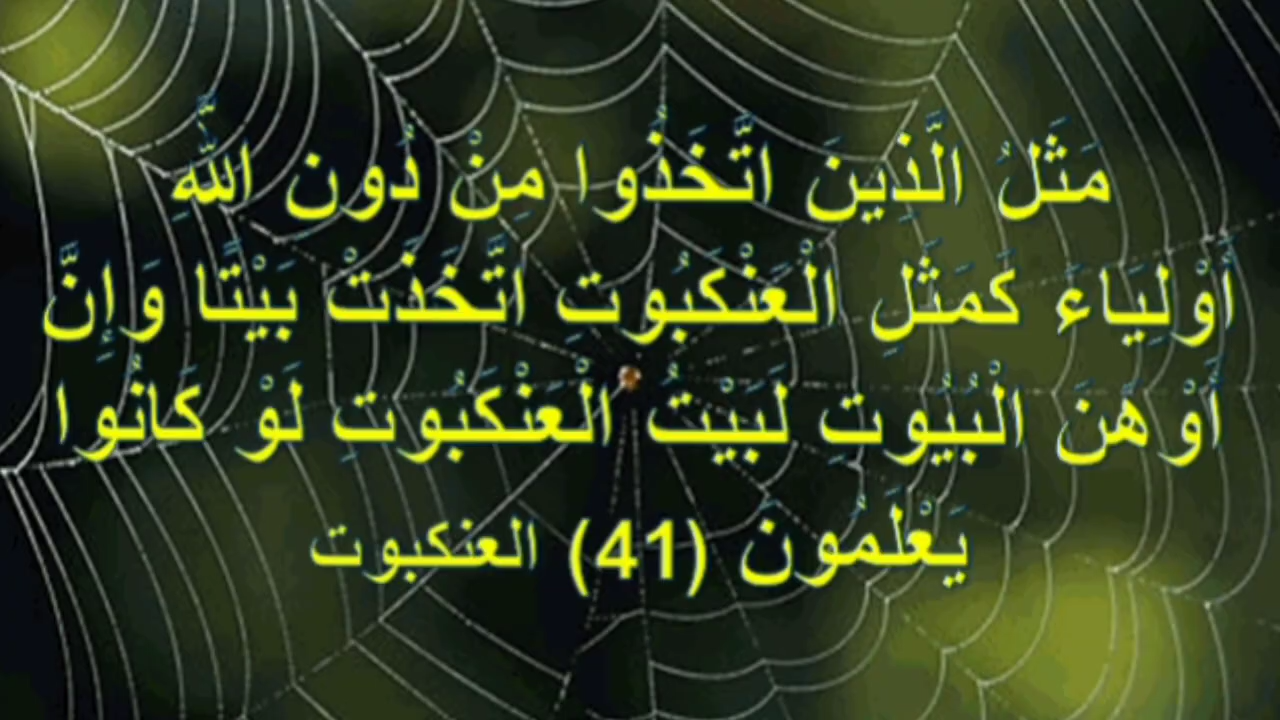 مَثَلُ الَّذِينَ اتَّخَذُوا مِنْ دُونِ اللَّهِ
أَوْلِيَاءَ كَمَثَلِ الْعَنْكَبُوتِ اتَّخَذَتْ بَيْتًا وَإِنَّ
أَوْهَنَ الْبُيُوتِ لَبَيْتُ الْعَنْكَبُوتِ لَوْ كَانُوا
يَعْلَمُونَ (41) العنكبوت